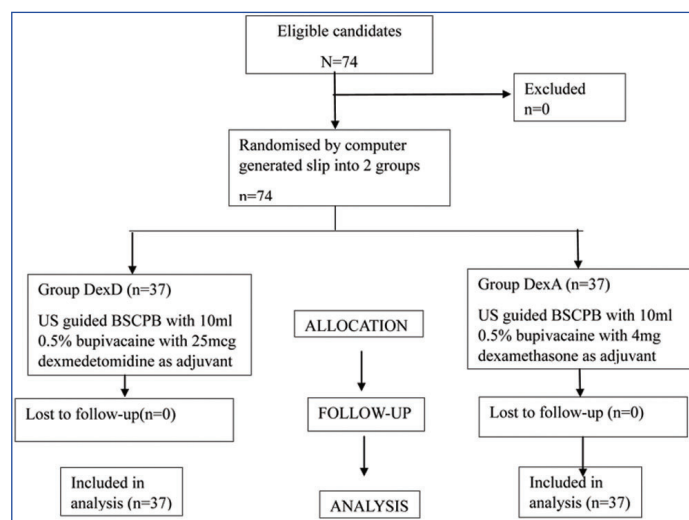 Eligible candidates
N=74
Excluded
n=0
Randomised by computer
generated slip into 2 groups
n=74
Group DexD (n=37)
US guided BSCPB with 10ml
0.5% bupivacaine with 25mcg
dexmedetomidine as adjuvant
ALLOCATION
Group DexA (n=37)
US guided BSCPB with 10ml
0.5% bupivacaine with 4mg
dexamethasone as adjuvant
Lost to follow-up(n=0)
FOLLOW-UP
Lost to follow-up (n=0)
Included in
analysis (n=37)
ANALYSIS
Included in
analysis (n=37)